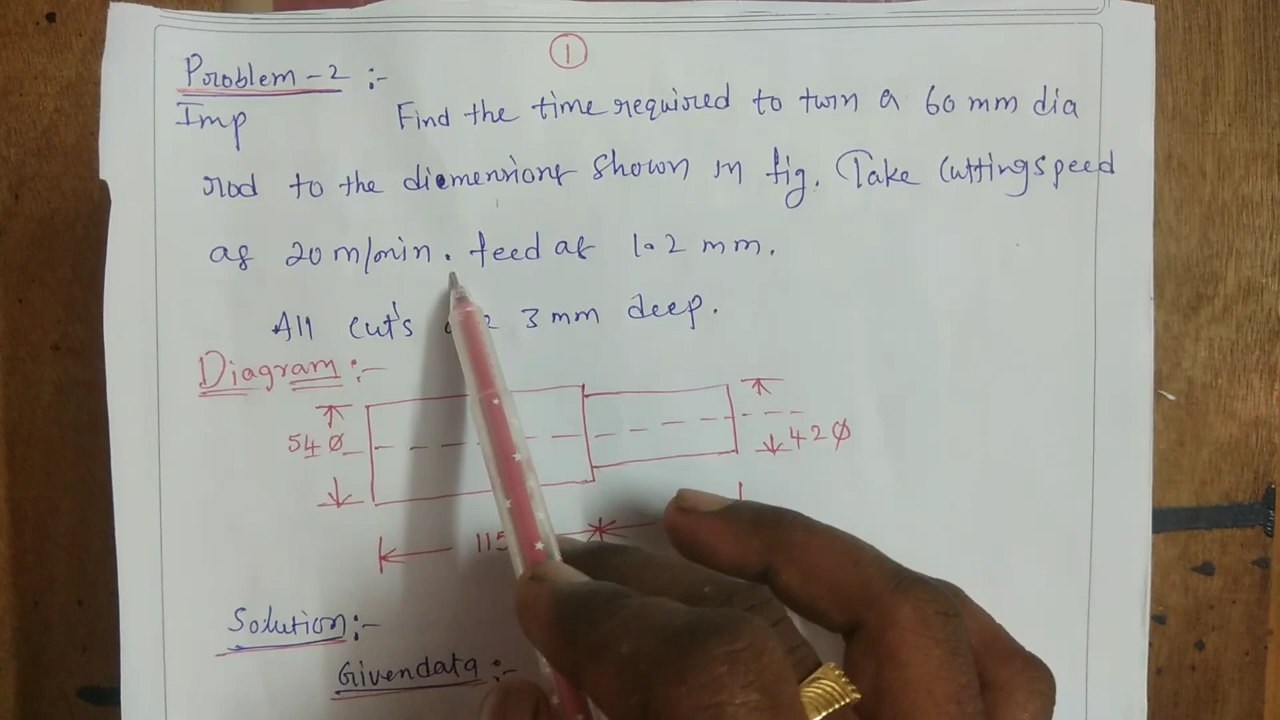 1
Problem-2 :-
Imp Find the time required to turn a 60 mm dia
rod to the diemensions shown in fig. Take Cuttingspeed
as 20 m/min. feed as 1.2 mm.
All cut's 3 mm deep.
Diagram:-
54 Ø
42 Ø
115
Solution:-
Givendata:-